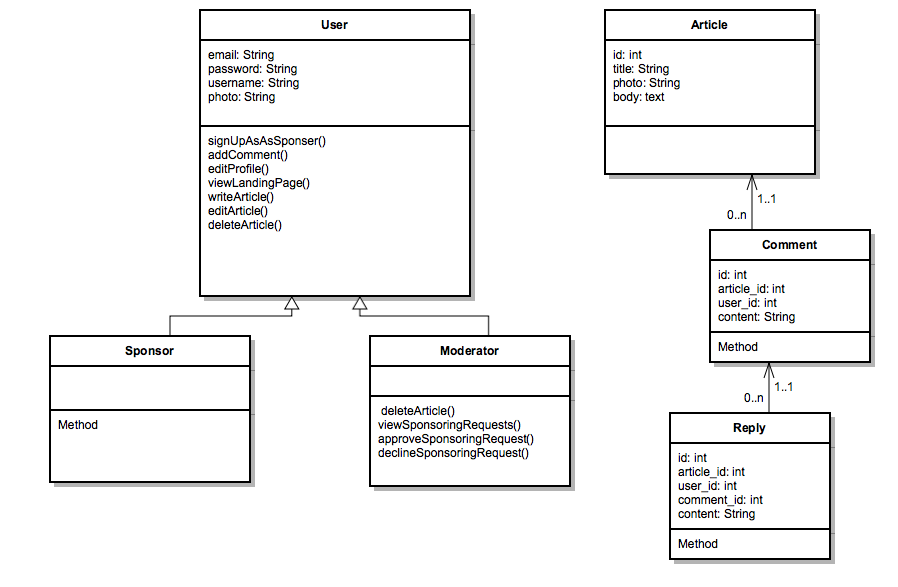 User
email: String
password: String
username: String
photo: String
signUpAsAsSponser()
addComment()
editProfile()
viewLandingPage()
writeArticle()
editArticle()
deleteArticle()
Sponsor
Method
Moderator
deleteArticle()
viewSponsoringRequests()
approveSponsoringRequest()
declineSponsoringRequest()
Article
id: int
title: String
photo: String
body: text
1..1
0..n
Comment
id: int
article_id: int
user_id: int
content: String
Method
1..1
0..n
Reply
id: int
article_id: int
user_id: int
comment_id: int
content: String
Method